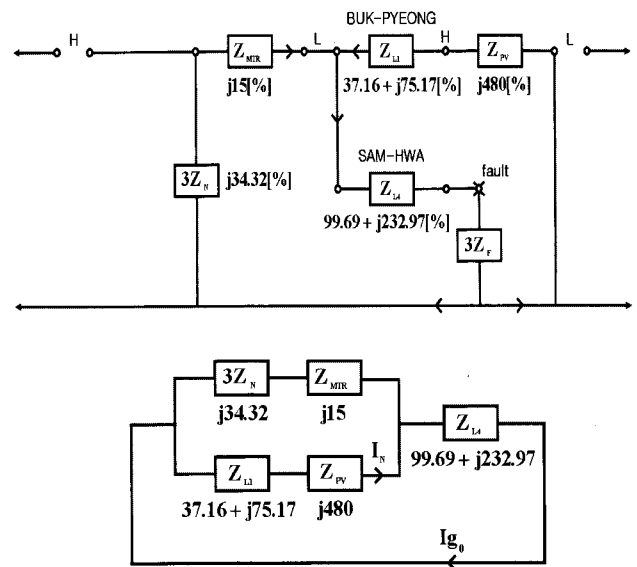 BUK-PYEONG
H
Z_MTR
L
Z_L1
H
Z_PV
L
j15[%]
37.16 + j75.17[%]
j480[%]
SAM-HWA
3Z_N
j34.32[%]
Z_L4
fault
99.69 + j232.97[%]
3Z_F
3Z_N
Z_MTR
j34.32
j15
Z_L4
Z_L1
Z_PV
I_N
99.69 + j232.97
37.16 + j75.17
j480
Ig_0